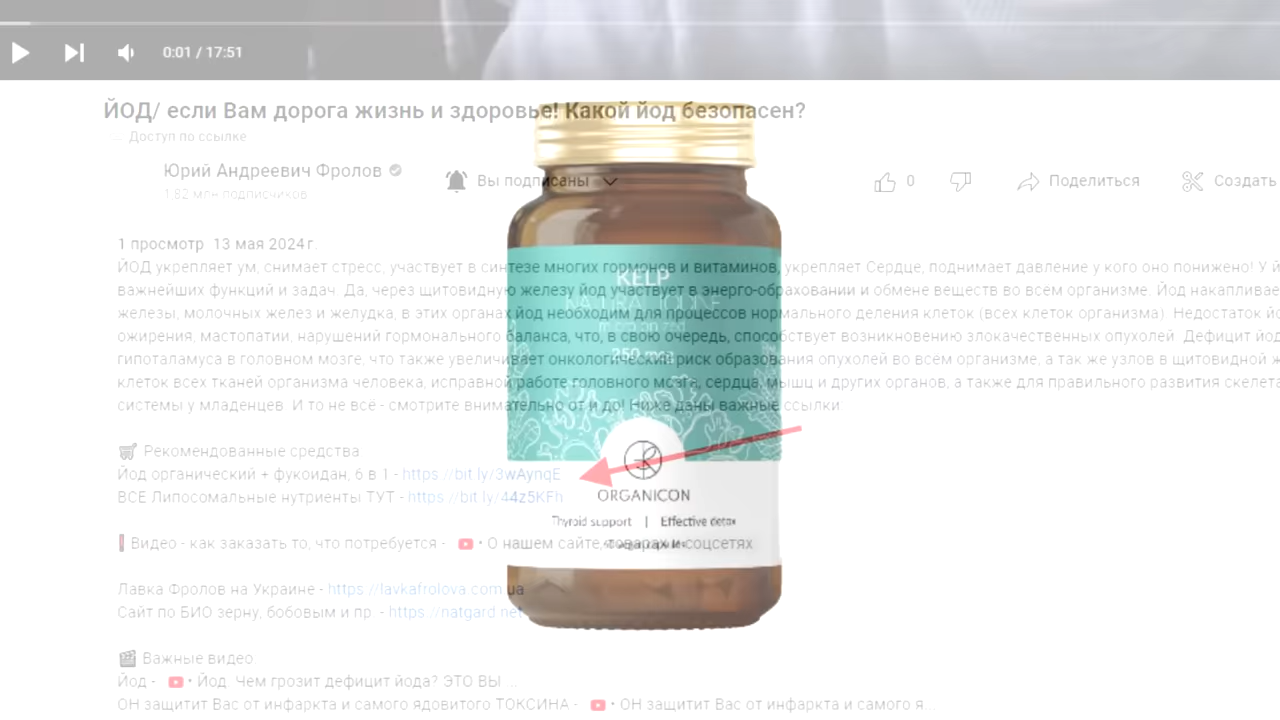 0:01 / 17:51
ЙОД/ если Вам дорога жизнь и здоровье! Какой йод безопасен?
Доступ по ссылке
Юрий Андреевич Фролов
1,82 млн подписчиков
Вы подписаны
0
Поделиться
Создать
1 просмотр 13 мая 2024 г.
ЙОД укрепляет ум, снимает стресс, участвует в синтезе многих гормонов и витаминов, укрепляет Сердце, поднимает давление у кого оно понижено! У
важнейших функций и задач. Да, через щитовидную железу йод участвует в энерго-образовании и обмене веществ во всем организме. Йод
железы, молочных желез и желудка, в этих органах йод необходим для процессов нормального деления клеток (всех клеток организма). Недостаток
ожирения, мастопатии, нарушений гормонального баланса, что, в свою очередь, способствует возникновению злокачественных опухолей. Дефицит
гипоталамуса в головном мозге, что также увеличивает онкологический риск образования опухолей во всём организме, а так же узлов в щитовидной
клеток всех тканей организма человека, исправной работе головного мозга, сердца, мышц и других органов, а также для правильного развития
системы у младенцев. И то не всё - смотрите внимательно от и до! Ниже даны важные ссылки
KELP
NATURAL IODINE
250 mg
Рекомендованные средства
Йод органический + фукоидан, 6 в 1 - https://bit.ly/3wAynqE
ВСЕ Липосомальные нутриенты ТУТ - https://bit.ly/44z5KFh
ORGANICON
Thyroid support | Effective detox
Видео - как заказать то, что потребуется - • О нашем сайте, товарах и соцсетях
Лавка Фролов на Украине - https://lavkafrolova.com.ua
Сайт по БИО зерну, бобовым и пр. - https://natgard.net
Важные видео
Йод - • Йод. Чем грозит дефицит йода? ЭТО ВЫ ...
ОН защитит Вас от инфаркта и самого ядовитого ТОКСИНА - • ОН защитит Вас от инфаркта и самого я...